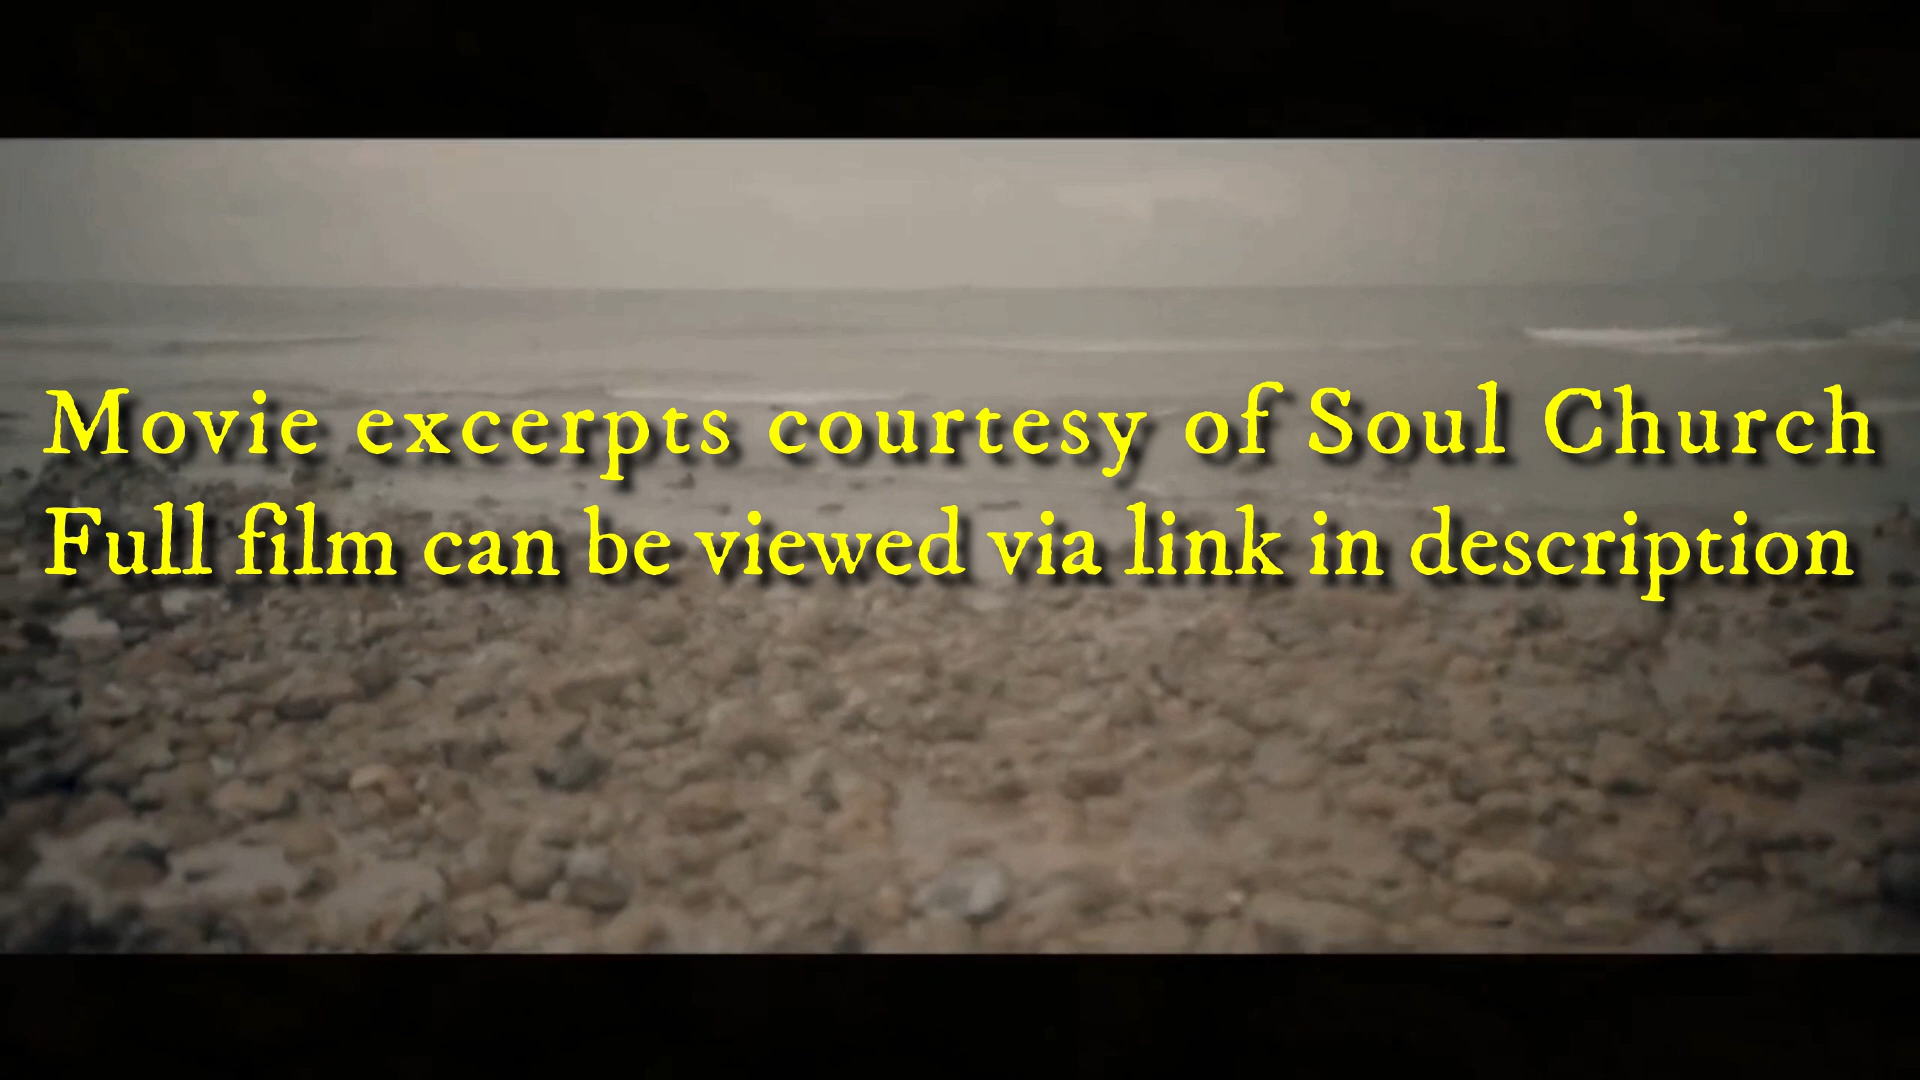 Movie excerpts courtesy of Soul Church
Full film can be viewed via link in description